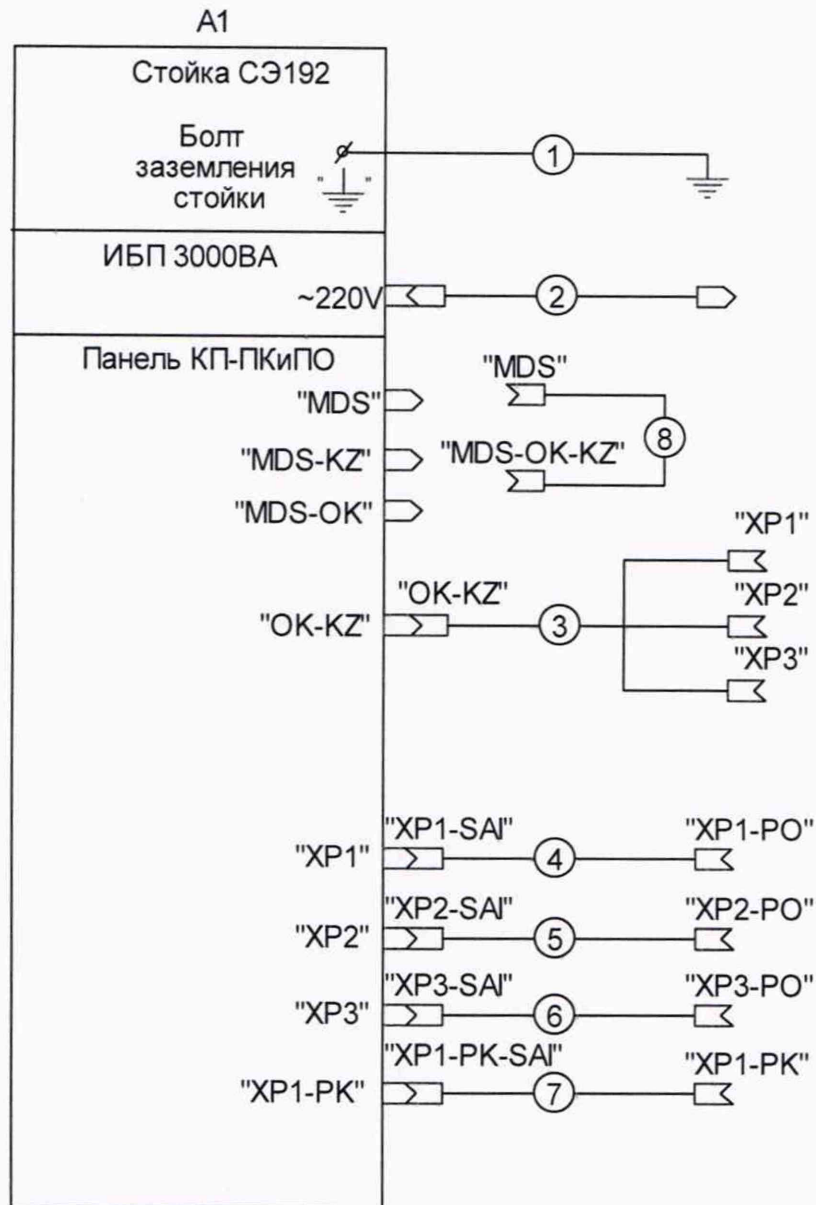 A1
Стойка СЭ192
Болт
заземления
стойки
" "
1
ИБП 3000ВА
~220V
2
Панель КП-ПКиПО
"MDS"
"MDS"
8
"MDS-KZ"
"MDS-OK-KZ"
"MDS-OK"
"XP1"
"OK-KZ"
"OK-KZ"
3
"XP2"
"XP3"
"XP1"
"XP1-SAI"
4
"XP1-PO"
"XP2"
"XP2-SAI"
5
"XP2-PO"
"XP3"
"XP3-SAI"
6
"XP3-PO"
"XP1-PK"
"XP1-PK-SAI"
7
"XP1-PK"